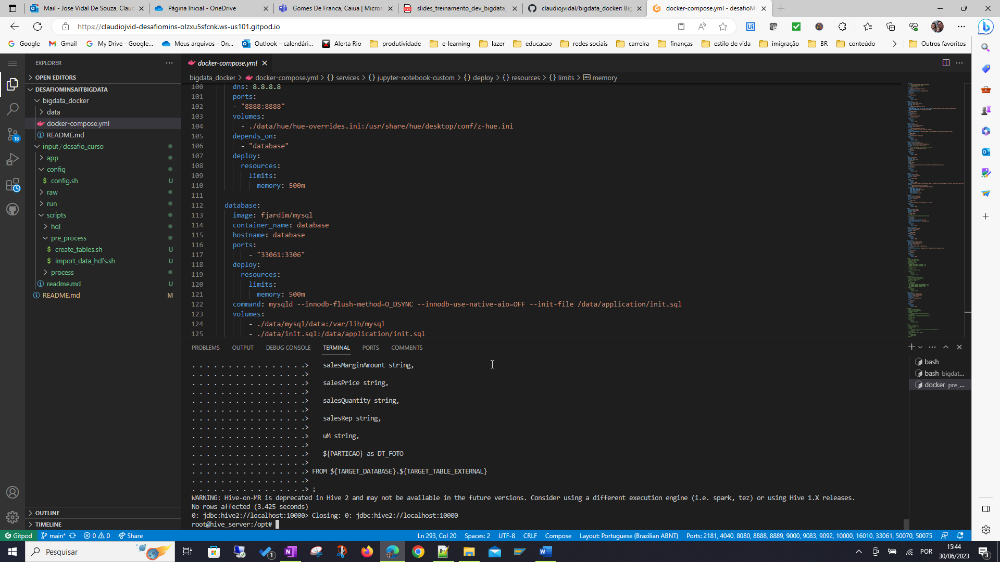 Mail - Jose Vidal De Souza, Claud
Página Inicial - OneDrive
Gomes De Franca, Caiua | Micros
slides_treinamento_dev_bigdata_
claudiojvidal/bigdata_docker: Big
docker-compose.yml - desafioMi
https://claudiojvid-desafiomins-olzxu5sfcnk.ws-us101.gitpod.io
Google
Gmail
My Drive - Google...
Meus arquivos - On...
Outlook – calendári...
Alerta Rio
produtividade
e-learning
lazer
educacao
redes sociais
carreira
finanças
estilo de vida
imigração
BR
conteúdo
Outros favoritos
EXPLORER
OPEN EDITORS
DESAFIOMINSAITBIGDATA
bigdata_docker
data
docker-compose.yml
README.md
input / desafio_curso
app
config
$ config.sh U
raw
run
scripts
hql
pre_process
$ create_tables.sh U
$ import_data_hdfs.sh U
process
readme.md U
README.md M
OUTLINE
TIMELINE
18
docker-compose.yml
bigdata_docker > docker-compose.yml > {} services > {} jupyter-notebook-custom > {} deploy > {} resources > {} limits > abc memory
100 dns: 8.8.8.8
101 ports:
102 - "8888:8888"
103 volumes:
104 - ./data/hue/hue-overrides.ini:/usr/share/hue/desktop/conf/z-hue.ini
105 depends_on:
106 - "database"
107 deploy:
108 resources:
109 limits:
110 memory: 500m
111
112 database:
113 image: fjardim/mysql
114 container_name: database
115 hostname: database
116 ports:
117 - "33061:3306"
118 deploy:
119 resources:
120 limits:
121 memory: 500m
122 command: mysqld --innodb-flush-method=O_DSYNC --innodb-use-native-aio=OFF --init-file /data/application/init.sql
123 volumes:
124 - ./data/mysql/data:/var/lib/mysql
125 - ./data/init.sql:/data/application/init.sql
PROBLEMS OUTPUT DEBUG CONSOLE TERMINAL PORTS COMMENTS
. . . . . . . . . . . . . . . .> salesMarginAmount string,
. . . . . . . . . . . . . . . .>
. . . . . . . . . . . . . . . .> salesPrice string,
. . . . . . . . . . . . . . . .>
. . . . . . . . . . . . . . . .> salesQuantity string,
. . . . . . . . . . . . . . . .>
. . . . . . . . . . . . . . . .> salesRep string,
. . . . . . . . . . . . . . . .>
. . . . . . . . . . . . . . . .> uM string,
. . . . . . . . . . . . . . . .>
. . . . . . . . . . . . . . . .> ${PARTICAO} as DT_FOTO
. . . . . . . . . . . . . . . .>
. . . . . . . . . . . . . . . .> FROM ${TARGET_DATABASE}.${TARGET_TABLE_EXTERNAL}
. . . . . . . . . . . . . . . .>
. . . . . . . . . . . . . . . .> ;
WARNING: Hive-on-MR is deprecated in Hive 2 and may not be available in the future versions. Consider using a different execution engine (i.e. spark, tez) or using Hive 1.X releases.
No rows affected (3.425 seconds)
0: jdbc:hive2://localhost:10000> Closing: 0: jdbc:hive2://localhost:10000
root@hive_server:/opt#
bash
bash bigdat...
docker pre_...
Gitpod main* 0 0 Share Ln 293, Col 20 Spaces: 2 UTF-8 CRLF Compose Layout: Portuguese (Brazilian ABNT) Ports: 2181, 4040, 8080, 8888, 8889, 9000, 9083, 9092, 10000, 16010, 33061, 50070, 50075
Pesquisar
1
POR
15:44
30/06/2023
3